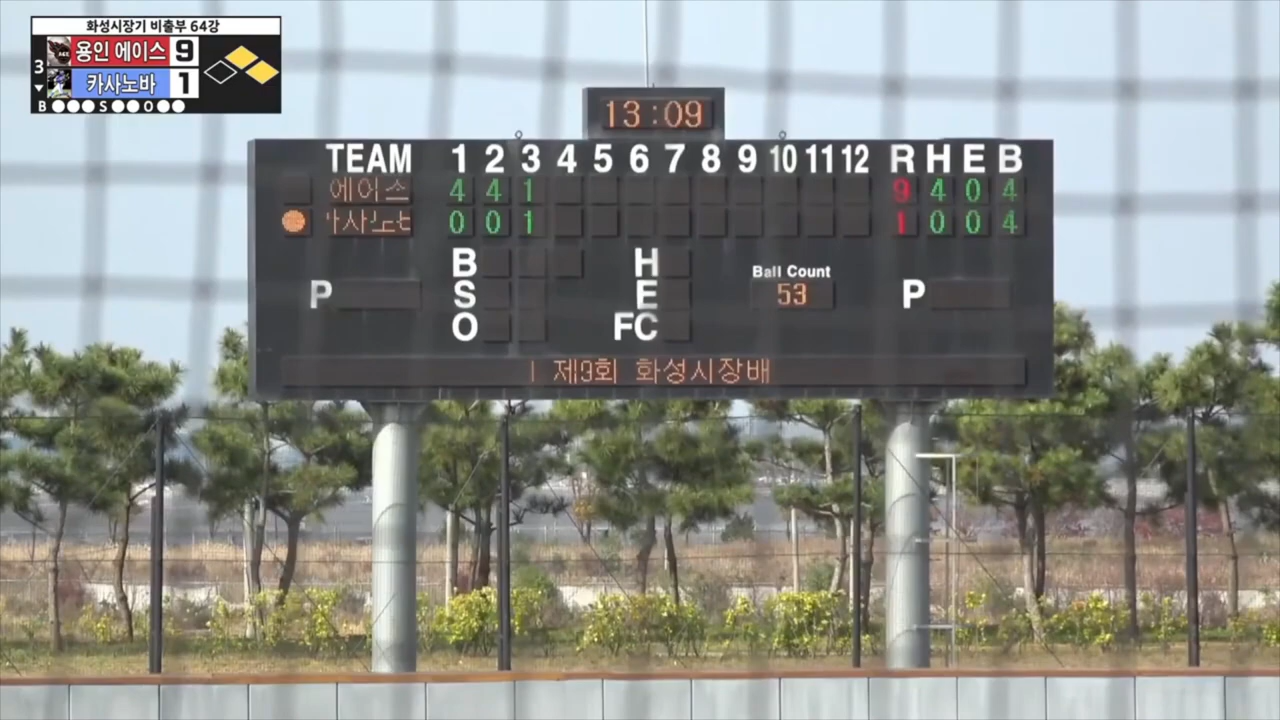 화성시장기 비출부 64강
3 용인 에이스 9
카사노바 1
B S O
13:09
TEAM 1 2 3 4 5 6 7 8 9 10 11 12 R H E B
에이스 4 4 1 9 4 0 4
카사노바 0 0 1 1 0 0 4
B H
Ball Count
P S E 53 P
O FC
제9회 화성시장배